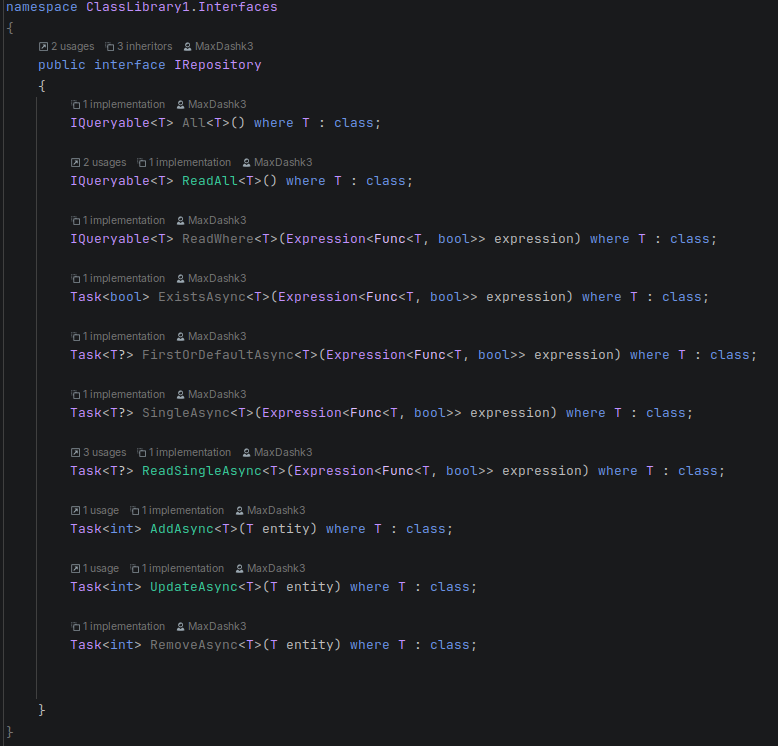 namespace ClassLibrary1.Interfaces
{
2 usages 3 inheritors MaxDashk3
public interface IRepository
{
1 implementation MaxDashk3
IQueryable<T> All<T>() where T : class;
2 usages 1 implementation MaxDashk3
IQueryable<T> ReadAll<T>() where T : class;
1 implementation MaxDashk3
IQueryable<T> ReadWhere<T>(Expression<Func<T, bool>> expression) where T : class;
1 implementation MaxDashk3
Task<bool> ExistsAsync<T>(Expression<Func<T, bool>> expression) where T : class;
1 implementation MaxDashk3
Task<T?> FirstOrDefaultAsync<T>(Expression<Func<T, bool>> expression) where T : class;
1 implementation MaxDashk3
Task<T?> SingleAsync<T>(Expression<Func<T, bool>> expression) where T : class;
3 usages 1 implementation MaxDashk3
Task<T?> ReadSingleAsync<T>(Expression<Func<T, bool>> expression) where T : class;
1 usage 1 implementation MaxDashk3
Task<int> AddAsync<T>(T entity) where T : class;
1 usage 1 implementation MaxDashk3
Task<int> UpdateAsync<T>(T entity) where T : class;
1 implementation MaxDashk3
Task<int> RemoveAsync<T>(T entity) where T : class;
}
}